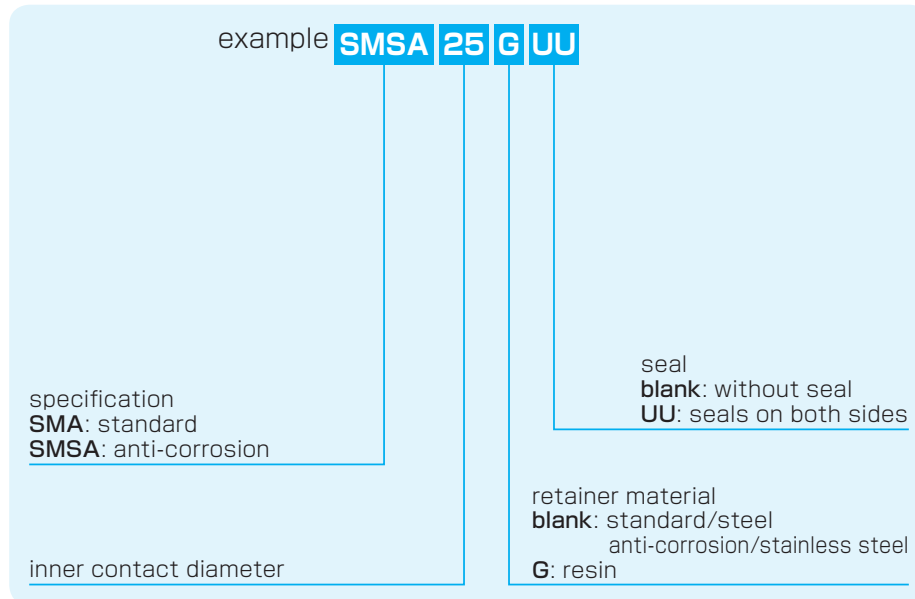 example SMSA 25 G UU
specification
SMA: standard
SMSA: anti-corrosion
inner contact diameter
seal
blank: without seal
UU: seals on both sides
retainer material
blank: standard/steel
anti-corrosion/stainless steel
G: resin